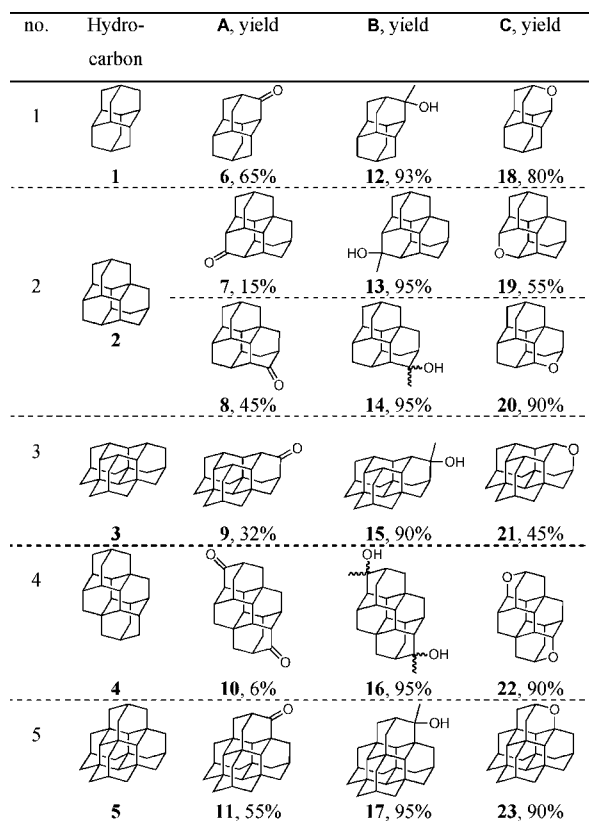 no. Hydro-carbon A, yield B, yield C, yield
1
O OH O
1 6, 65% 12, 93% 18, 80%
2
O HO O
7, 15% 13, 95% 19, 55%
2
O OH O
8, 45% 14, 95% 20, 90%
3
O OH O
3 9, 32% 15, 90% 21, 45%
4
O OH O
O OH O
4 10, 6% 16, 95% 22, 90%
5
O OH O
5 11, 55% 17, 95% 23, 90%